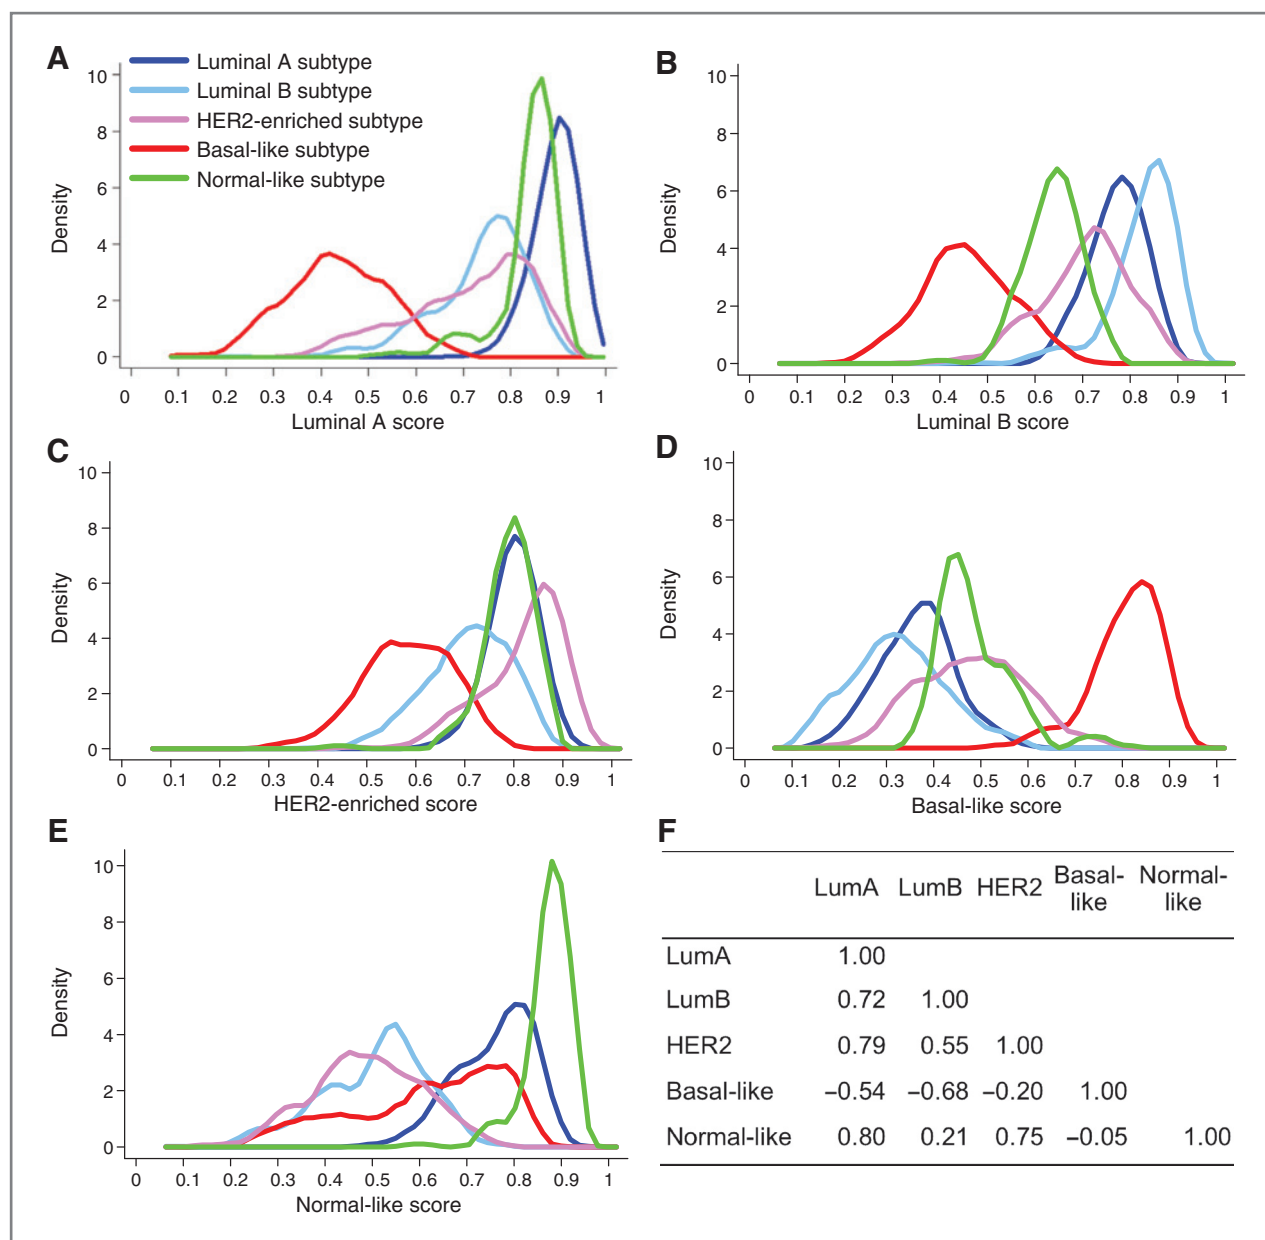 A
Luminal A subtype
Luminal B subtype
HER2-enriched subtype
Basal-like subtype
Normal-like subtype
Density
10
8
6
4
2
0
0 0.1 0.2 0.3 0.4 0.5 0.6 0.7 0.8 0.9 1
Luminal A score
B
Density
10
8
6
4
2
0
0 0.1 0.2 0.3 0.4 0.5 0.6 0.7 0.8 0.9 1
Luminal B score
C
Density
10
8
6
4
2
0
0 0.1 0.2 0.3 0.4 0.5 0.6 0.7 0.8 0.9 1
HER2-enriched score
D
Density
10
8
6
4
2
0
0 0.1 0.2 0.3 0.4 0.5 0.6 0.7 0.8 0.9 1
Basal-like score
E
Density
10
8
6
4
2
0
0 0.1 0.2 0.3 0.4 0.5 0.6 0.7 0.8 0.9 1
Normal-like score
F
LumA LumB HER2 Basal-like Normal-like
LumA 1.00
LumB 0.72 1.00
HER2 0.79 0.55 1.00
Basal-like −0.54 −0.68 −0.20 1.00
Normal-like 0.80 0.21 0.75 −0.05 1.00